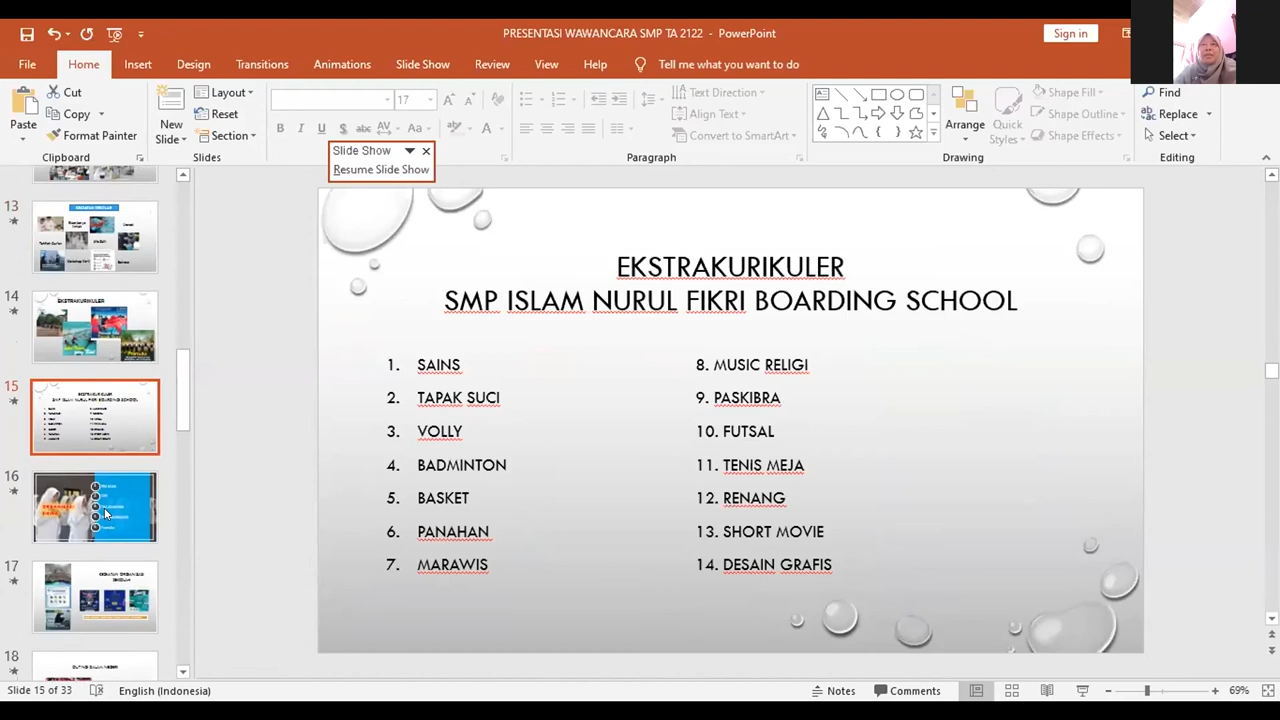 PRESENTASI WAWANCARA SMP TA 2122 - PowerPoint
Sign in
File Home Insert Design Transitions Animations Slide Show Review View Help Tell me what you want to do
Paste
Cut
Copy
Format Painter
Clipboard
New Slide
Layout
Reset
Section
Slides
17
Slide Show
Resume Slide Show
Text Direction
Align Text
Convert to SmartArt
Paragraph
Arrange
Quick Styles
Shape Fill
Shape Outline
Shape Effects
Drawing
Find
Replace
Select
Editing
13
14
EKSTRAKURIKULER
15
16
17
18
EKSTRAKURIKULER
SMP ISLAM NURUL FIKRI BOARDING SCHOOL
1. SAINS
2. TAPAK SUCI
3. VOLLY
4. BADMINTON
5. BASKET
6. PANAHAN
7. MARAWIS
8. MUSIC RELIGI
9. PASKIBRA
10. FUTSAL
11. TENIS MEJA
12. RENANG
13. SHORT MOVIE
14. DESAIN GRAFIS
Slide 15 of 33
English (Indonesia)
Notes
Comments
69%